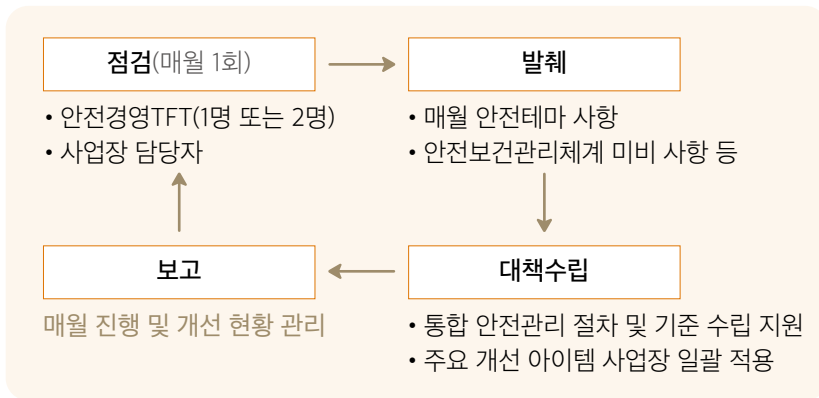 점검(매월 1회)
• 안전경영TFT(1명 또는 2명)
• 사업장 담당자
발췌
• 매월 안전테마 사항
• 안전보건관리체계 미비 사항 등
대책수립
• 통합 안전관리 절차 및 기준 수립 지원
• 주요 개선 아이템 사업장 일괄 적용
보고
매월 진행 및 개선 현황 관리